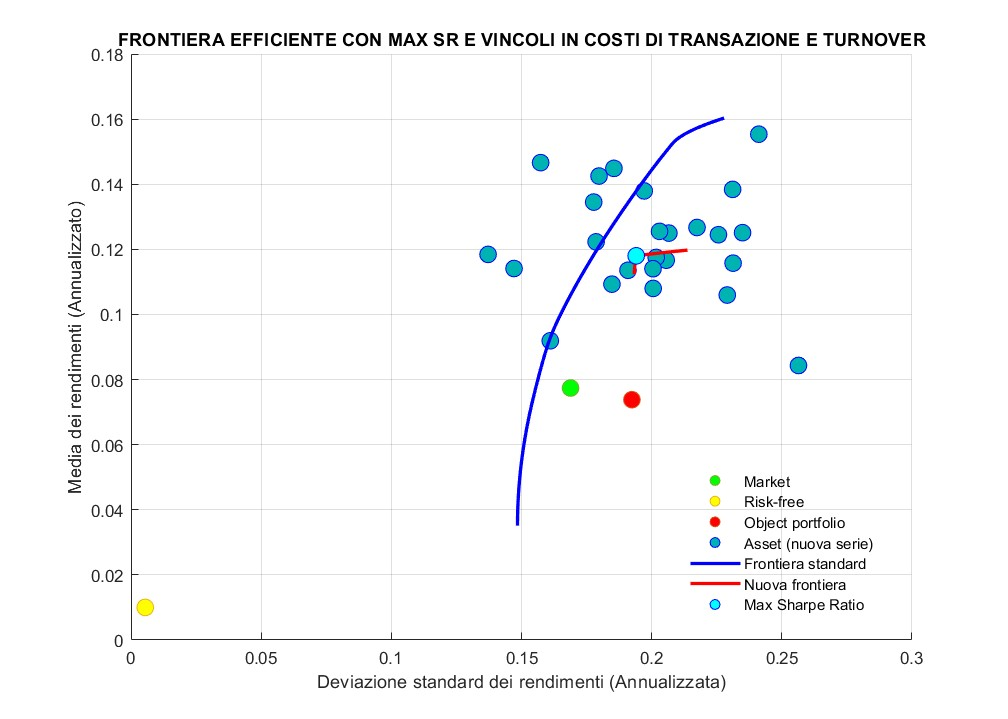 FRONTIERA EFFICIENTE CON MAX SR E VINCOLI IN COSTI DI TRANSAZIONE E TURNOVER
0.18
0.16
0.14
0.12
0.1
0.08
0.06
0.04
0.02
0
Media dei rendimenti (Annualizzato)
Market
Risk-free
Object portfolio
Asset (nuova serie)
Frontiera standard
Nuova frontiera
Max Sharpe Ratio
0 0.05 0.1 0.15 0.2 0.25 0.3
Deviazione standard dei rendimenti (Annualizzata)